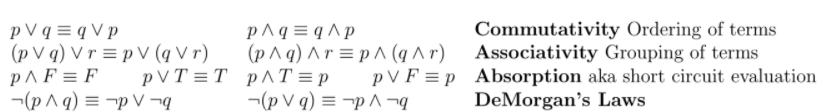 p ∨ q ≡ q ∨ p p ∧ q ≡ q ∧ p Commutativity Ordering of terms
(p ∨ q) ∨ r ≡ p ∨ (q ∨ r) (p ∧ q) ∧ r ≡ p ∧ (q ∧ r) Associativity Grouping of terms
p ∧ F ≡ F p ∨ T ≡ T p ∧ T ≡ p p ∨ F ≡ p Absorption aka short circuit evaluation
¬(p ∧ q) ≡ ¬p ∨ ¬q ¬(p ∨ q) ≡ ¬p ∧ ¬q DeMorgan's Laws